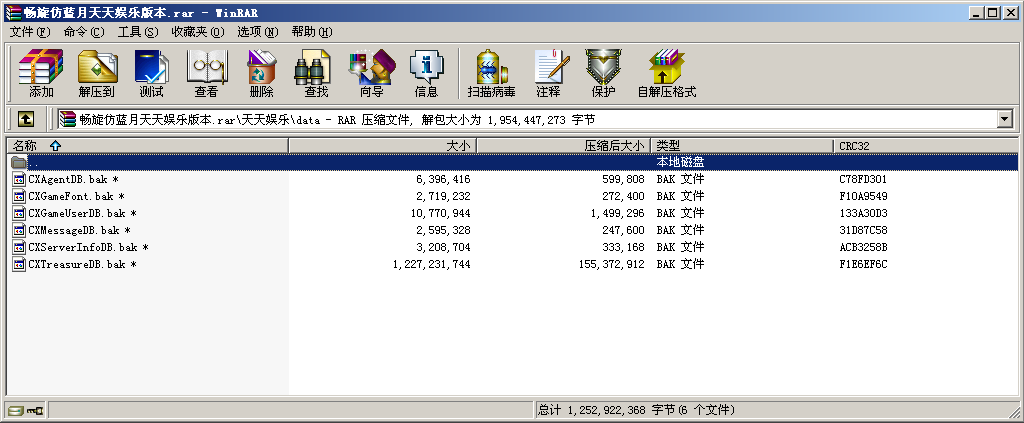 畅旋仿蓝月天天娱乐版本.rar - WinRAR
文件(F) 命令(C) 工具(S) 收藏夹(O) 选项(N) 帮助(H)
添加 解压到 测试 查看 删除 查找 向导 信息 扫描病毒 注释 保护 自解压格式
畅旋仿蓝月天天娱乐版本.rar\天天娱乐\data - RAR 压缩文件, 解包大小为 1,954,447,273 字节
名称 大小 压缩后大小 类型 CRC32
.. 本地磁盘
CXAgentDB.bak * 6,396,416 599,808 BAK 文件 C78FD301
CXGameFont.bak * 2,719,232 272,400 BAK 文件 F10A9549
CXGameUserDB.bak * 10,770,944 1,499,296 BAK 文件 133A30D3
CXMessageDB.bak * 2,595,328 247,600 BAK 文件 31D87C58
CXServerInfoDB.bak * 3,208,704 333,168 BAK 文件 ACB3258B
CXTreasureDB.bak * 1,227,231,744 155,372,912 BAK 文件 F1E6EF6C
总计 1,252,922,368 字节(6 个文件)